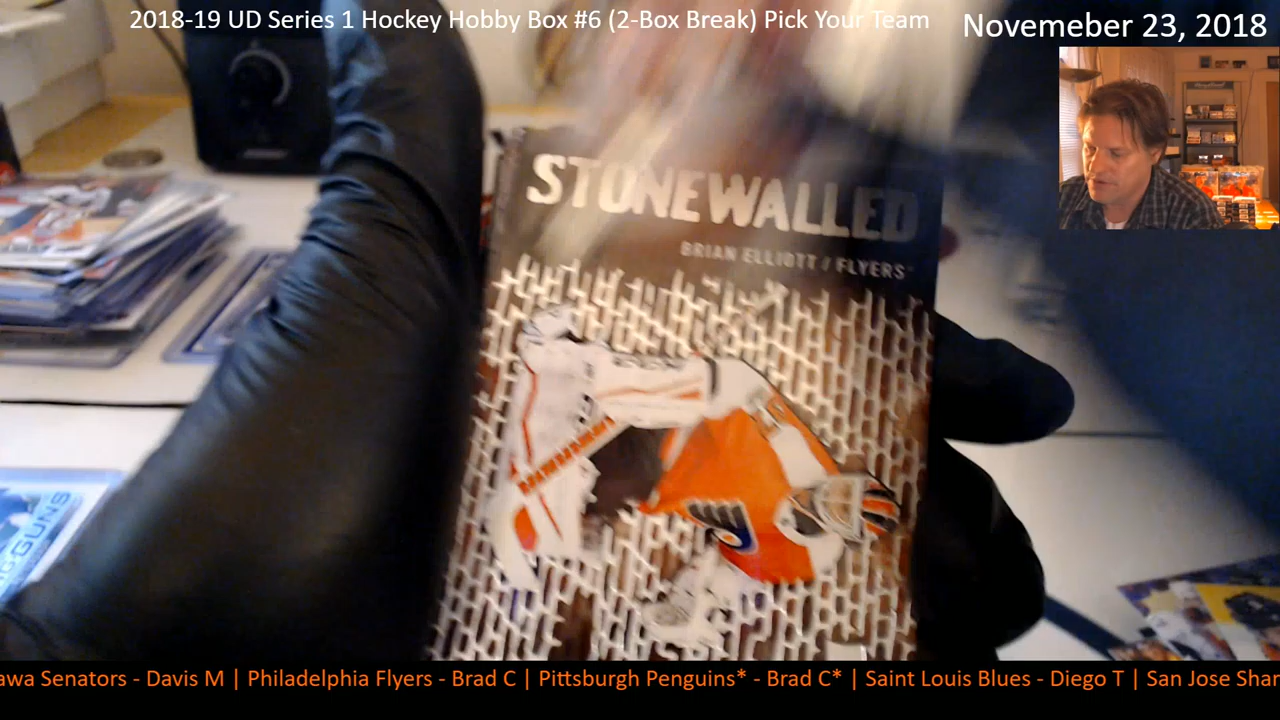 2018-19 UD Series 1 Hockey Hobby Box #6 (2-Box Break) Pick Your Team
Novemeber 23, 2018
STONEWALLED
BRIAN ELLIOTT / FLYERS
GUNS
awa Senators - Davis M | Philadelphia Flyers - Brad C | Pittsburgh Penguins* - Brad C* | Saint Louis Blues - Diego T | San Jose Shar